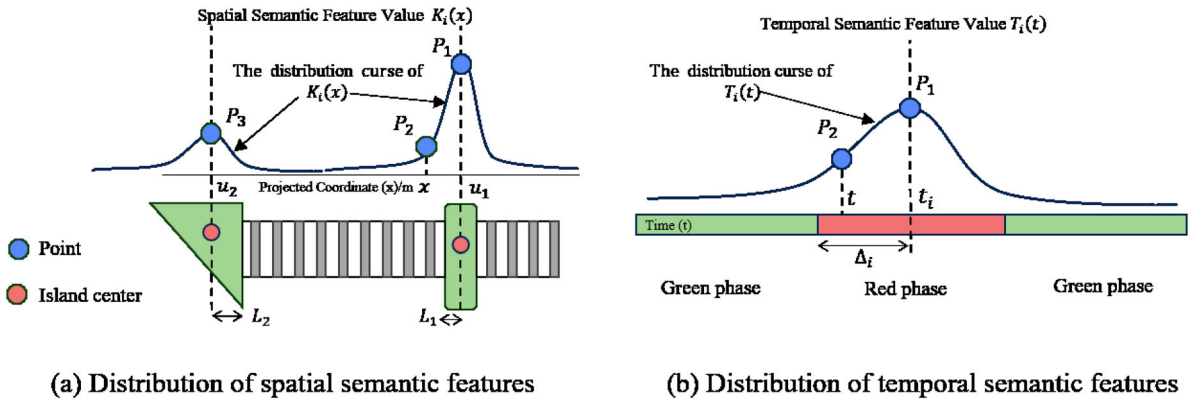 Spatial Semantic Feature Value K_i(x)
P_1
The distribution curse of
K_i(x)
P_3
P_2
u_2
Projected Coordinate (x)/m
x
u_1
Point
Island center
L_2
L_1
(a) Distribution of spatial semantic features
Temporal Semantic Feature Value T_i(t)
The distribution curse of
T_i(t)
P_1
P_2
t
t_i
Time (t)
Δ_i
Green phase
Red phase
Green phase
(b) Distribution of temporal semantic features